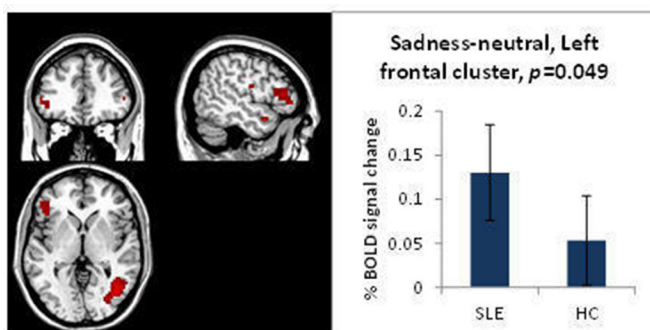 Sadness-neutral, Left
frontal cluster, p=0.049
% BOLD signal change
0.2
0.15
0.1
0.05
0
SLE
HC